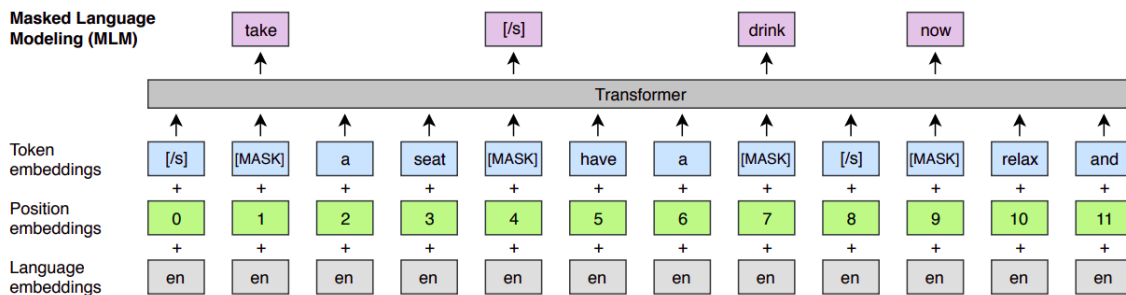 Masked Language
Modeling (MLM)
take [/s] drink now
Transformer
Token
embeddings
[/s] [MASK] a seat [MASK] have a [MASK] [/s] [MASK] relax and
+ + + + + + + + + + + +
Position
embeddings
0 1 2 3 4 5 6 7 8 9 10 11
+ + + + + + + + + + + +
Language
embeddings
en en en en en en en en en en en en